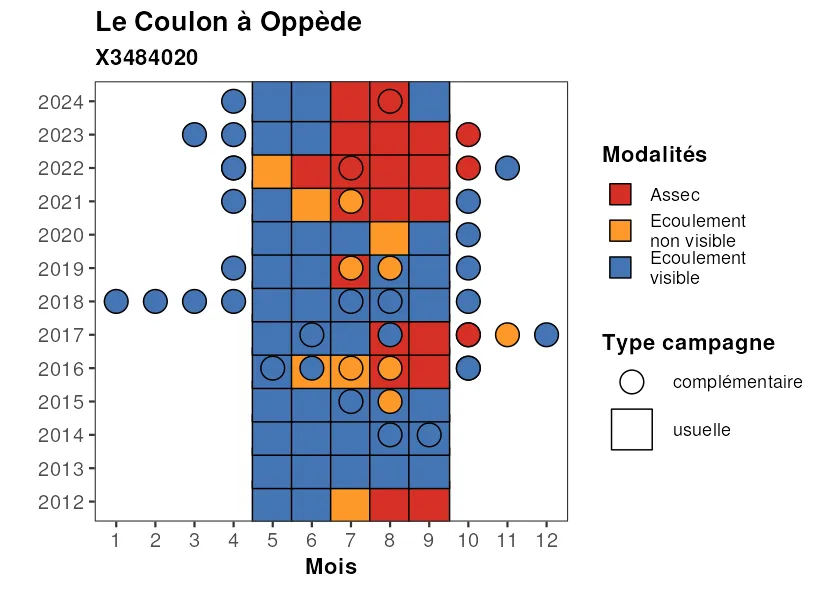 Le Coulon à Oppède
X3484020
2024
2023
2022
2021
2020
2019
2018
2017
2016
2015
2014
2013
2012
1 2 3 4 5 6 7 8 9 10 11 12
Mois
Modalités
Assec
Ecoulement
non visible
Ecoulement
visible
Type campagne
complémentaire
usuelle